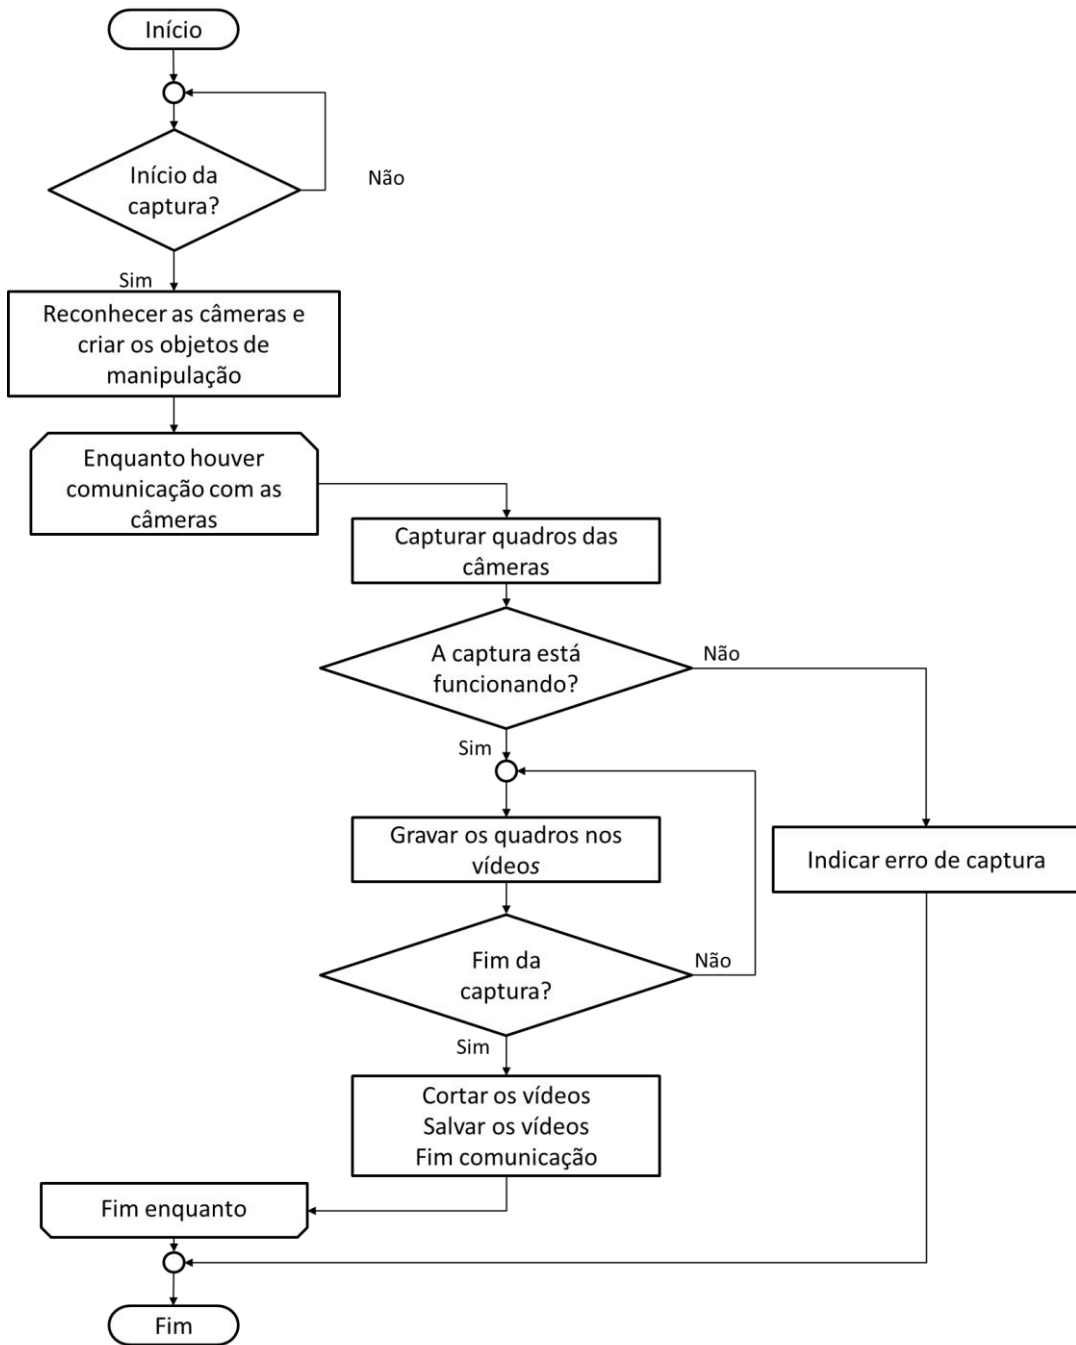 Início
Início da
captura?
Não
Sim
Reconhecer as câmeras e
criar os objetos de
manipulação
Enquanto houver
comunicação com as
câmeras
Capturar quadros das
câmeras
A captura está
funcionando?
Não
Sim
Gravar os quadros nos
vídeos
Indicar erro de captura
Fim da
captura?
Não
Sim
Cortar os vídeos
Salvar os vídeos
Fim comunicação
Fim enquanto
Fim